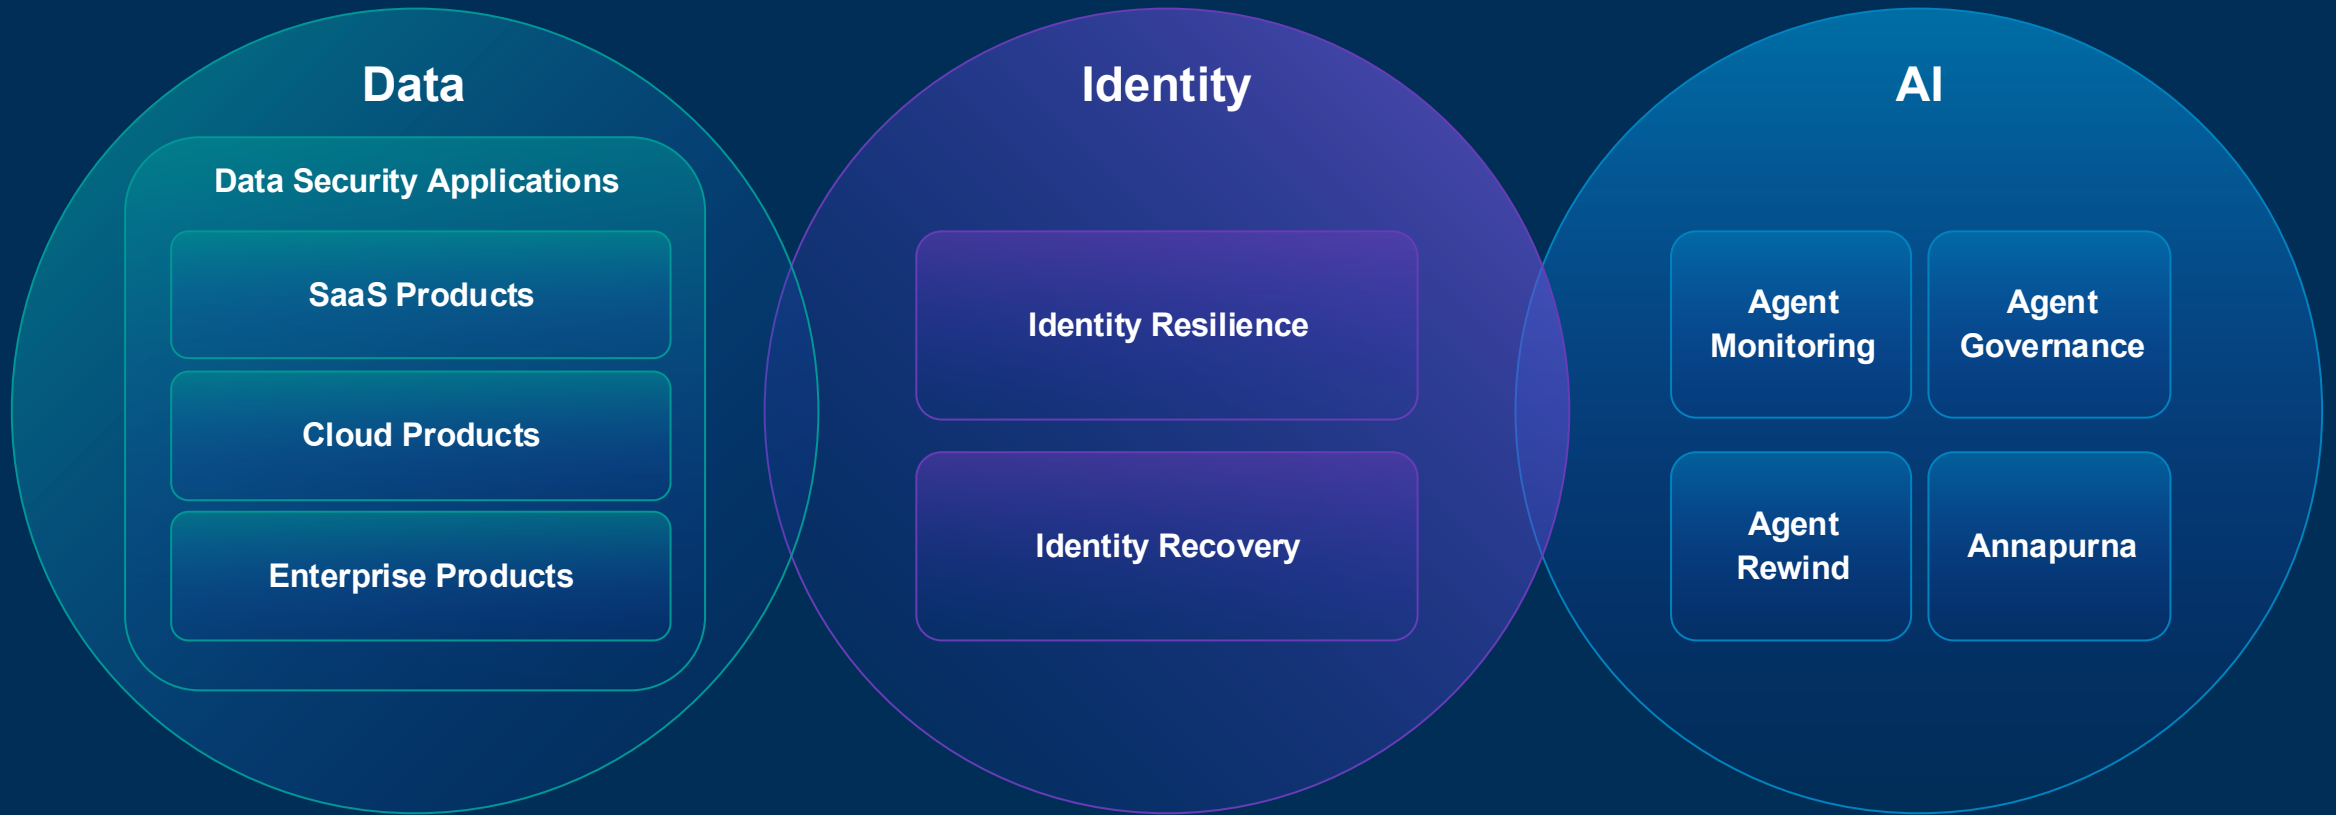 Data
Data Security Applications
SaaS Products
Cloud Products
Enterprise Products
Identity
Identity Resilience
Identity Recovery
AI
Agent
Monitoring
Agent
Governance
Agent
Rewind
Annapurna